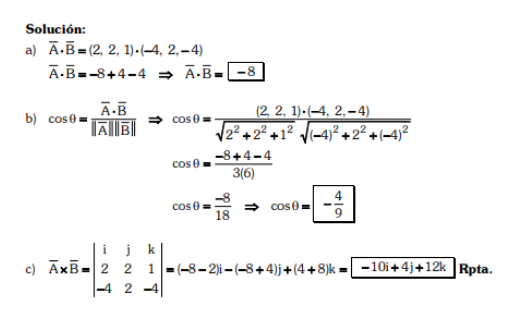 Solución:
a) A̅·B̅ = (2, 2, 1)·(–4, 2, – 4)
A̅·B̅ = –8 + 4 – 4 ⇒ A̅·B̅ = –8
b) cosθ = A̅·B̅ / ‖A̅‖‖B̅‖ ⇒ cosθ = (2, 2, 1)·(–4, 2, – 4) / √(2² + 2² + 1²) √((–4)² + 2² + (–4)²)
cosθ = –8 + 4 – 4 / 3(6)
cosθ = –8 / 18 ⇒ cosθ = – 4 / 9
c) A̅ x B̅ = | i j k |
| 2 2 1 | = (–8 – 2)i – (–8 + 4)j + (4 + 8)k = –10i + 4j + 12k Rpta.
| –4 2 –4 |